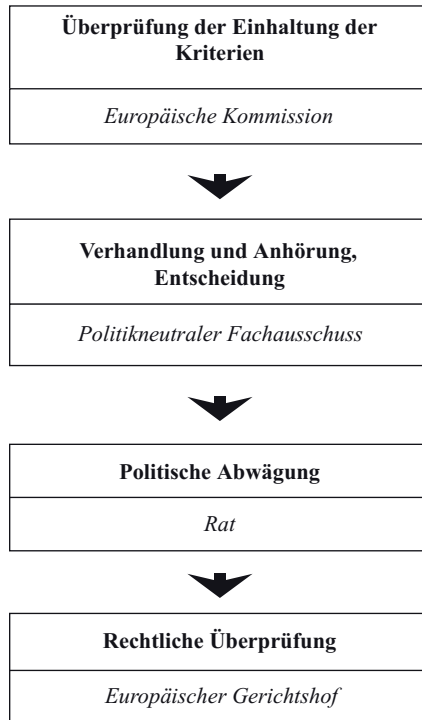 Überprüfung der Einhaltung der
Kriterien
Europäische Kommission
Verhandlung und Anhörung,
Entscheidung
Politikneutraler Fachausschuss
Politische Abwägung
Rat
Rechtliche Überprüfung
Europäischer Gerichtshof